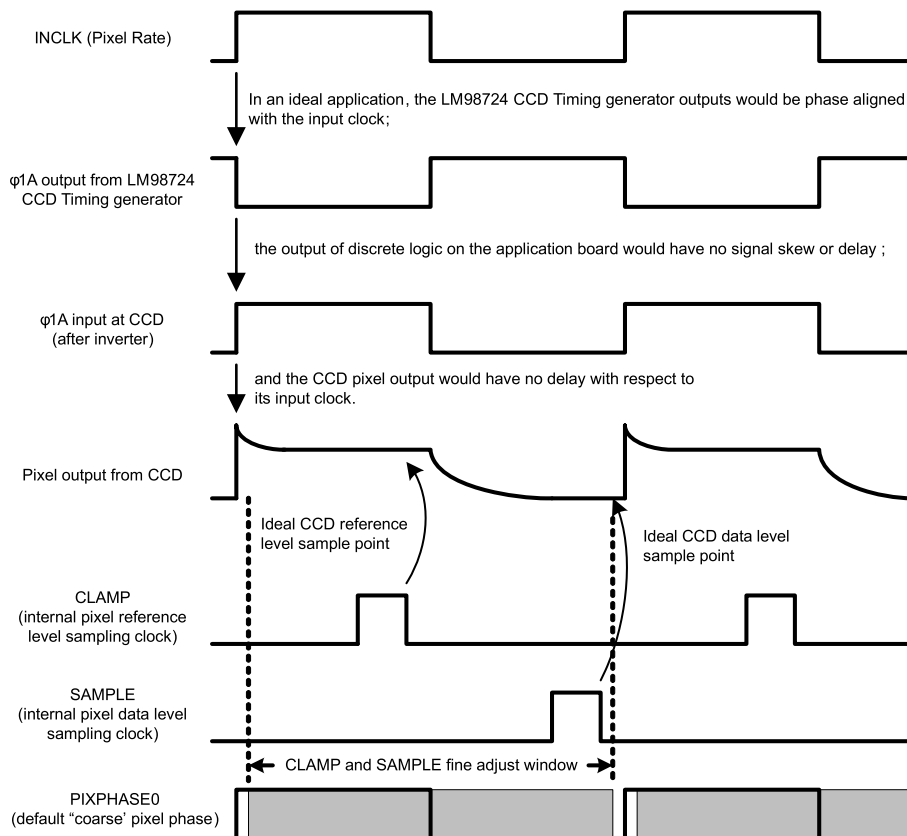 INCLK (Pixel Rate)
In an ideal application, the LM98724 CCD Timing generator outputs would be phase aligned
with the input clock;
φ1A output from LM98724
CCD Timing generator
the output of discrete logic on the application board would have no signal skew or delay ;
φ1A input at CCD
(after inverter)
and the CCD pixel output would have no delay with respect to
its input clock.
Pixel output from CCD
Ideal CCD reference
level sample point
Ideal CCD data level
sample point
CLAMP
(internal pixel reference
level sampling clock)
SAMPLE
(internal pixel data level
sampling clock)
CLAMP and SAMPLE fine adjust window
PIXPHASE0
(default “coarse’ pixel phase)